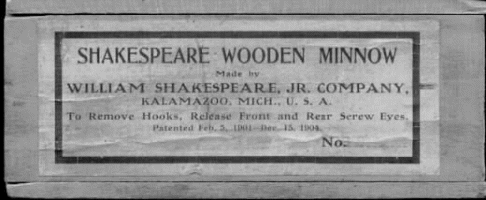 SHAKESPEARE WOODEN MINNOW
Made by
WILLIAM SHAKESPEARE, JR. COMPANY,
KALAMAZOO, MICH., U. S. A.
To Remove Hooks, Release Front and Rear Screw Eyes.
Patented Feb. 5, 1901—Dec. 15, 1904.
No.